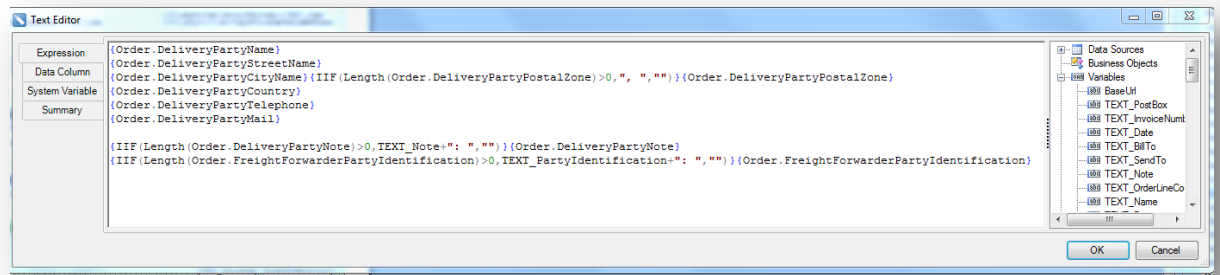 Text Editor
Expression
Data Column
System Variable
Summary
{Order.DeliveryPartyName}
{Order.DeliveryPartyStreetName}
{Order.DeliveryPartyCityName}{IIF(Length(Order.DeliveryPartyPostalZone)>0,", ","")}{Order.DeliveryPartyPostalZone}
{Order.DeliveryPartyCountry}
{Order.DeliveryPartyTelephone}
{Order.DeliveryPartyMail}
{IIF(Length(Order.DeliveryPartyNote)>0,TEXT_Note+": ","")}{Order.DeliveryPartyNote}
{IIF(Length(Order.FreightForwarderPartyIdentification)>0,TEXT_PartyIdentification+": ","")}{Order.FreightForwarderPartyIdentification}
Data Sources
Business Objects
Variables
BaseUrl
TEXT_PostBox
TEXT_InvoiceNumb
TEXT_Date
TEXT_BillTo
TEXT_SendTo
TEXT_Note
TEXT_OrderLineCo
TEXT_Name
OK
Cancel